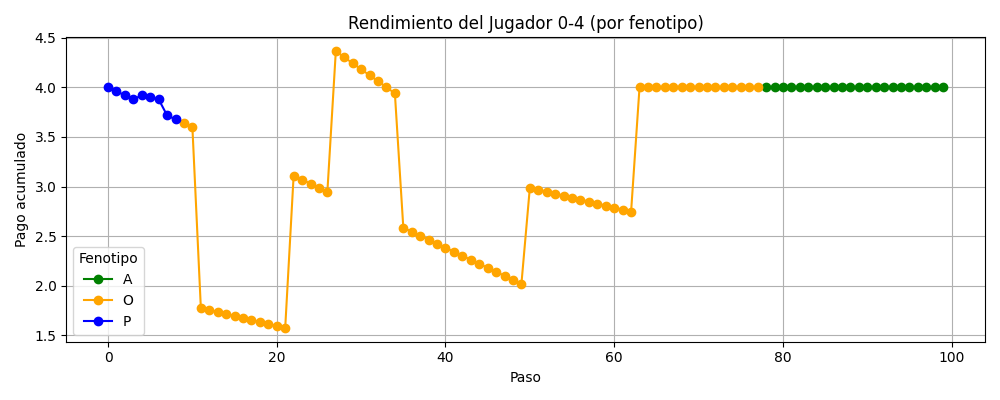 Rendimiento del Jugador 0-4 (por fenotipo)
Pago acumulado
4.5
4.0
3.5
3.0
2.5
2.0
1.5
Fenotipo
A
O
P
0
20
40
60
80
100
Paso